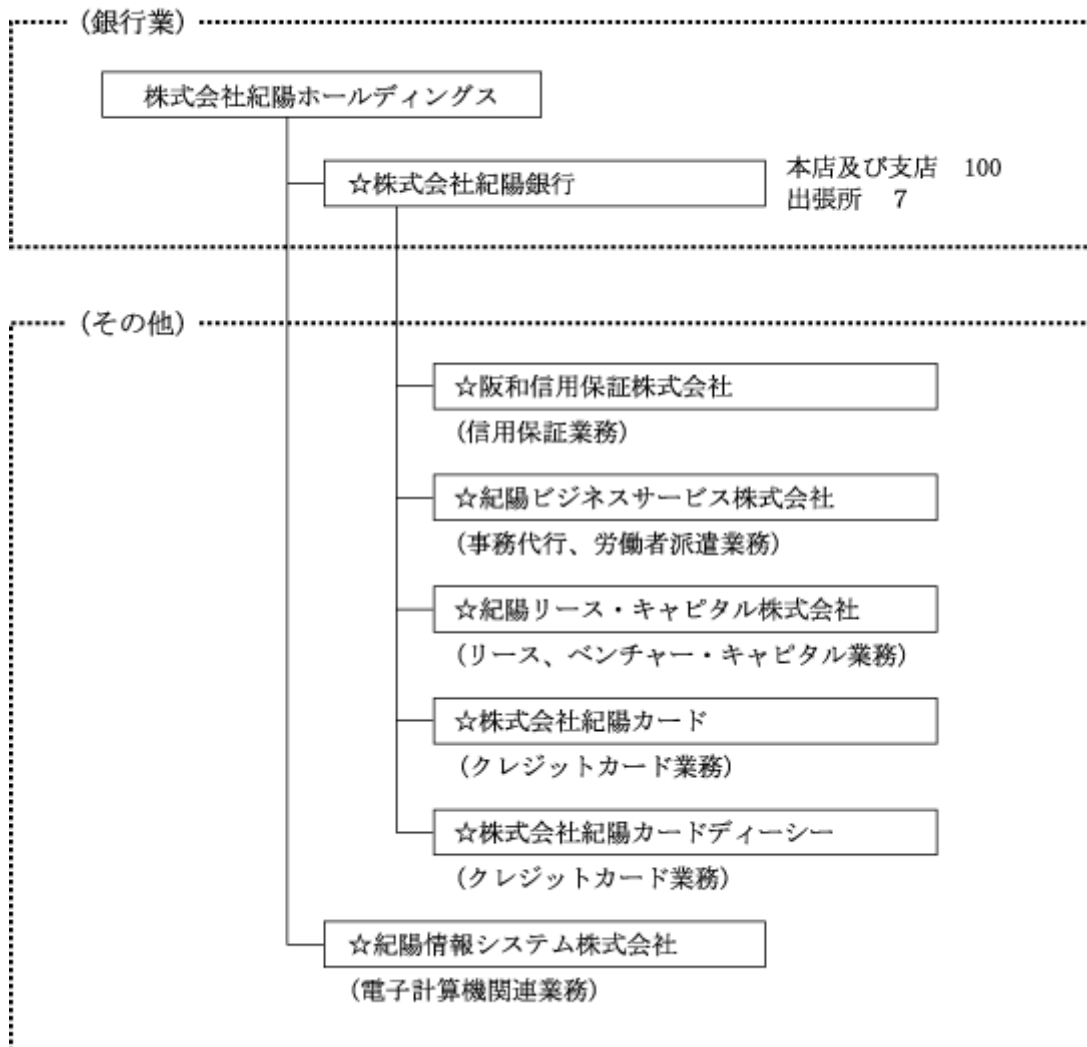 (銀行業)
株式会社紀陽ホールディングス
☆株式会社紀陽銀行
本店及び支店 100
出張所 7
(その他)
☆阪和信用保証株式会社
(信用保証業務)
☆紀陽ビジネスサービス株式会社
(事務代行、労働者派遣業務)
☆紀陽リース・キャピタル株式会社
(リース、ベンチャー・キャピタル業務)
☆株式会社紀陽カード
(クレジットカード業務)
☆株式会社紀陽カードディーシー
(クレジットカード業務)
☆紀陽情報システム株式会社
(電子計算機関連業務)